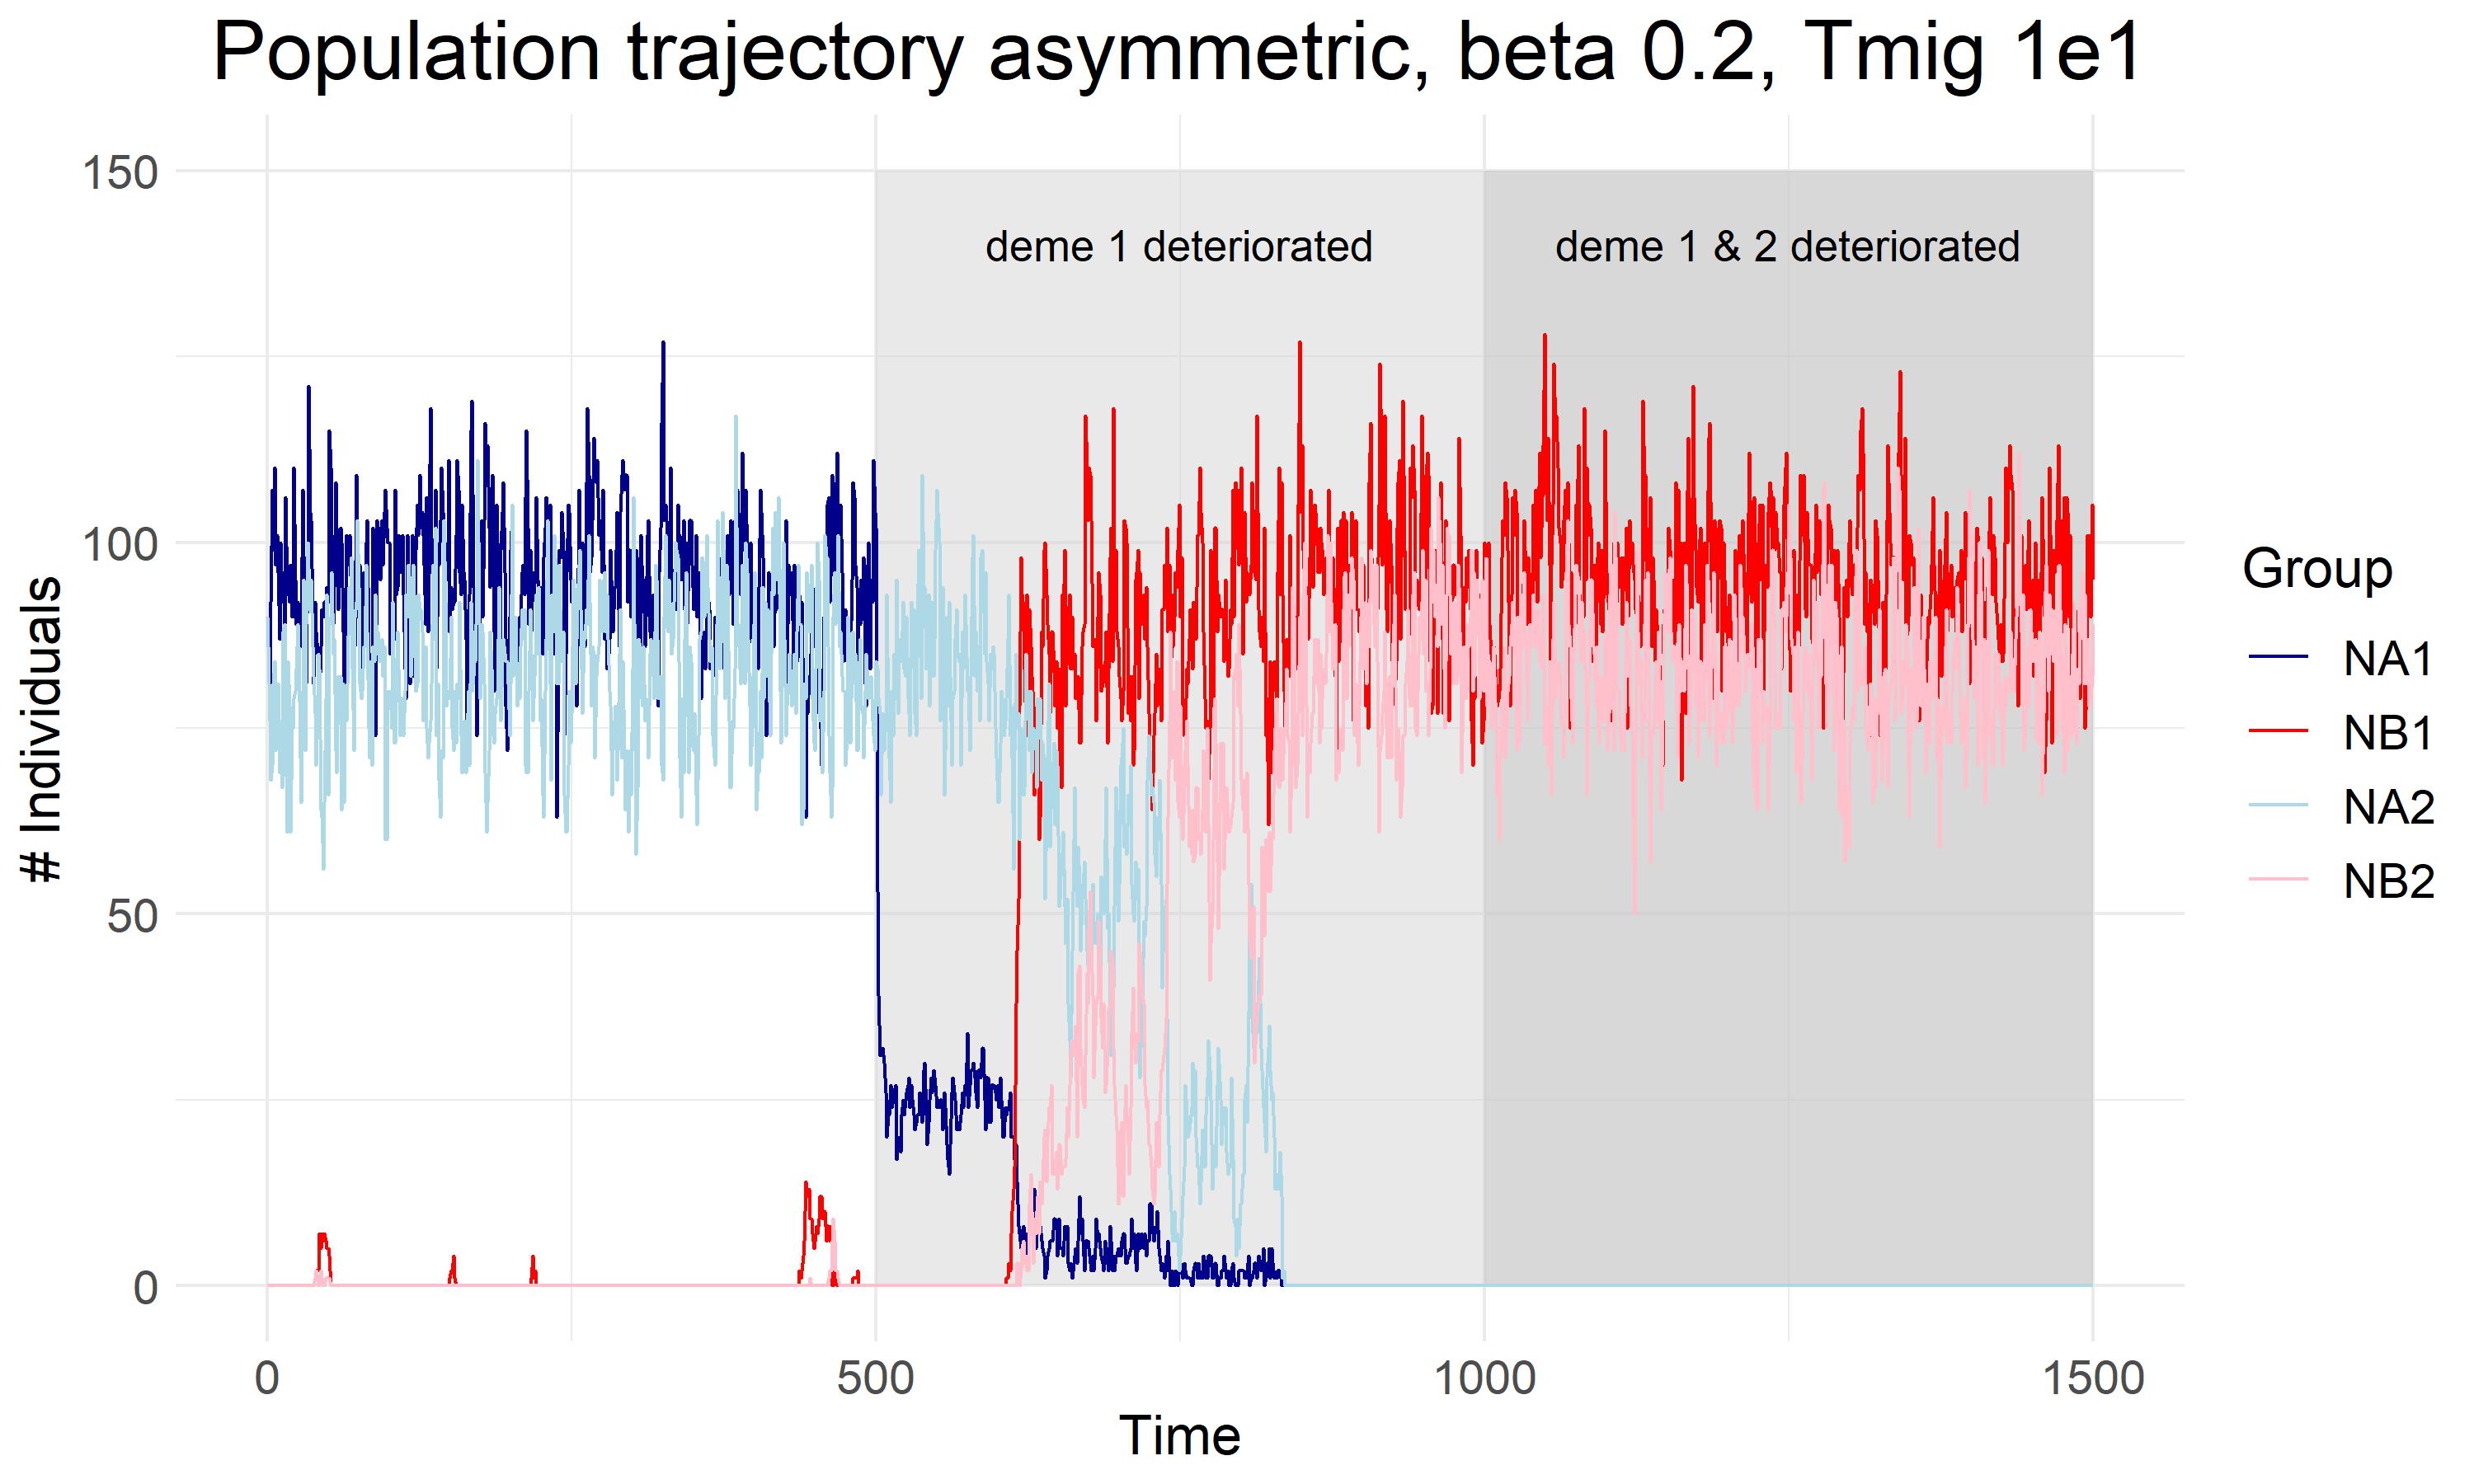 Population trajectory asymmetric, beta 0.2, Tmig 1e1
150
deme 1 deteriorated
deme 1 & 2 deteriorated
100
# Individuals
50
0
0
500
1000
1500
Time
Group
NA1
NB1
NA2
NB2